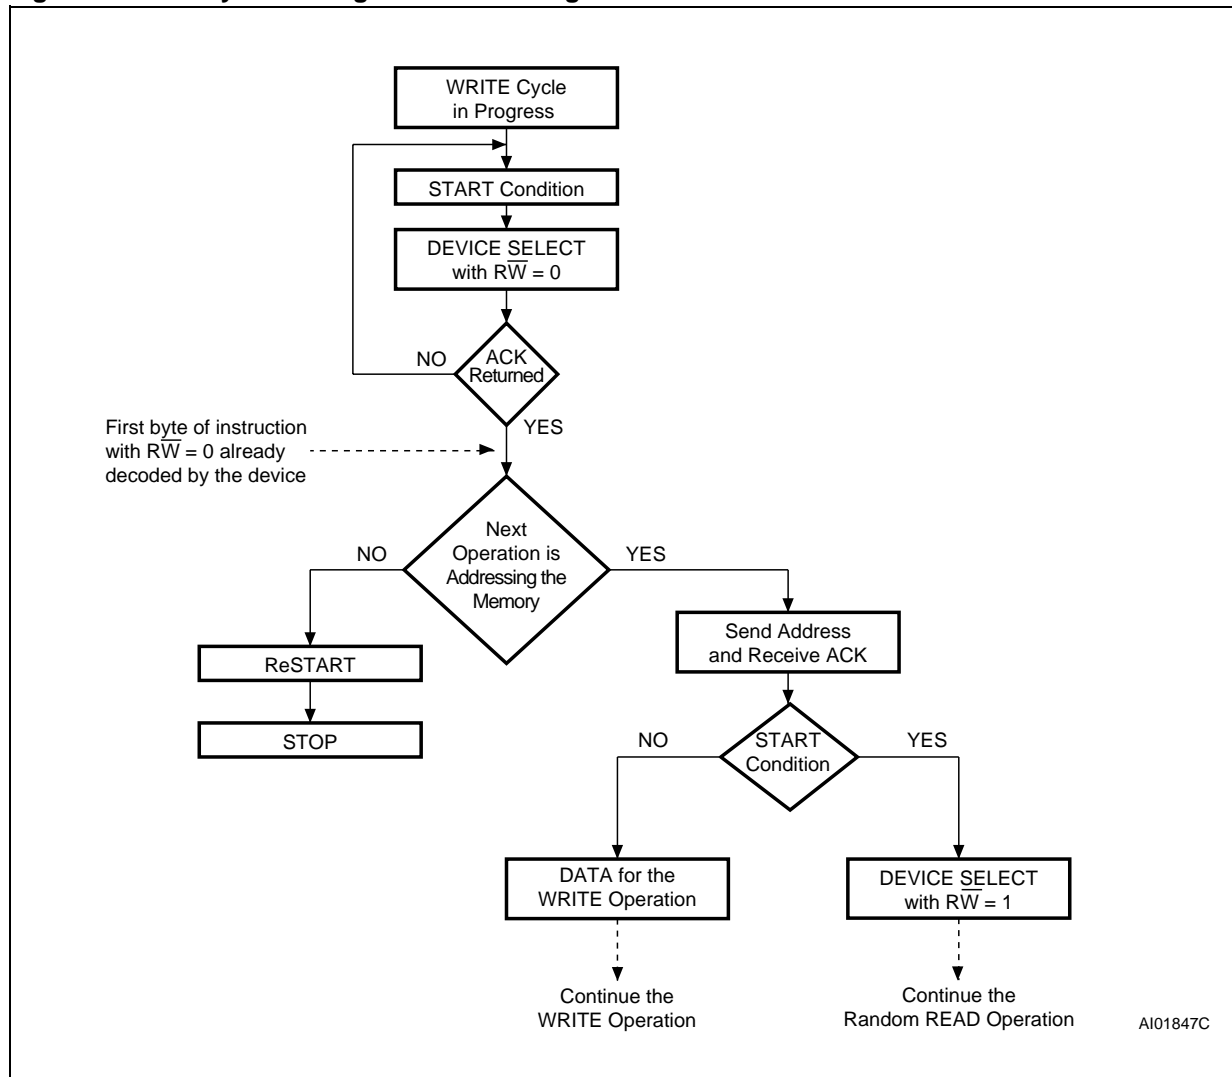 WRITE Cycle
in Progress
START Condition
DEVICE SELECT
with RW̅ = 0
NO
ACK
Returned
YES
First byte of instruction
with RW̅ = 0 already
decoded by the device
NO
Next
Operation is
Addressing the
Memory
YES
Send Address
and Receive ACK
ReSTART
STOP
NO
START
Condition
YES
DATA for the
WRITE Operation
DEVICE SELECT
with RW̅ = 1
Continue the
WRITE Operation
Continue the
Random READ Operation
AI01847C